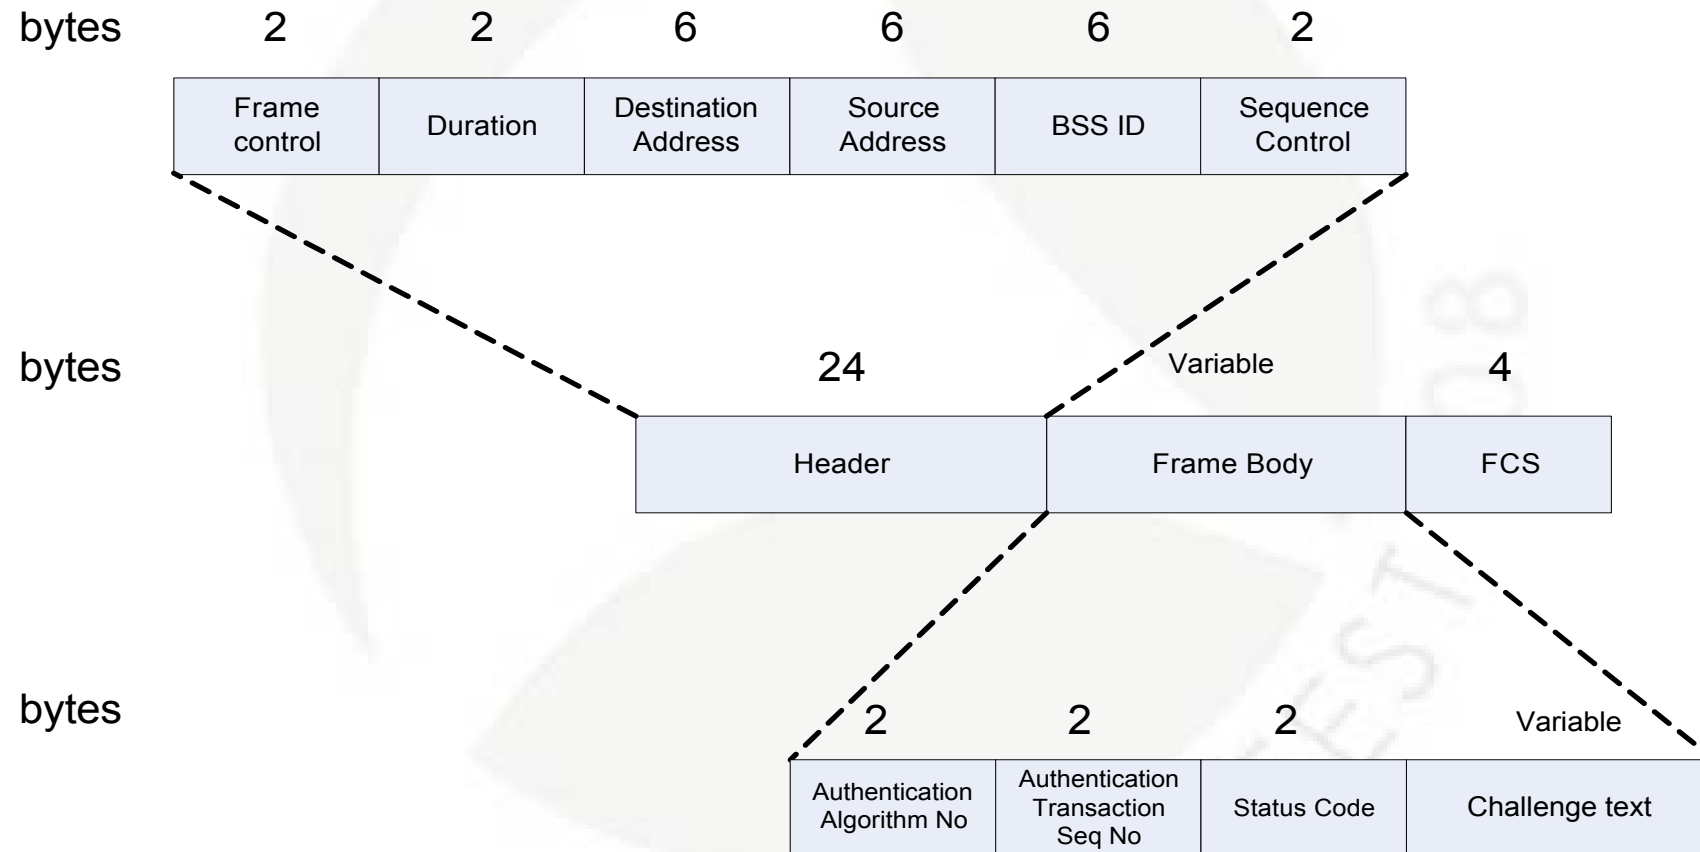 bytes 2 2 6 6 6 2
Frame
control
Duration
Destination
Address
Source
Address
BSS ID
Sequence
Control
bytes 24 Variable 4
Header
Frame Body
FCS
bytes 2 2 2 Variable
Authentication
Algorithm No
Authentication
Transaction
Seq No
Status Code
Challenge text